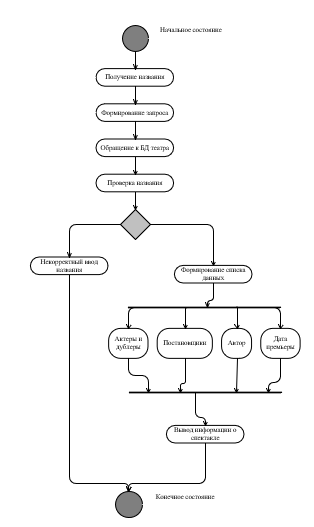 Начальное состояние
Получение названия
Формирование запроса
Обращение к БД театра
Проверка названия
Некорректный ввод
названия
Формирование списка
данных
Актеры и
дублеры
Постановщики
Автор
Дата
премьеры
Вывод информации о
спектакле
Конечное состояние